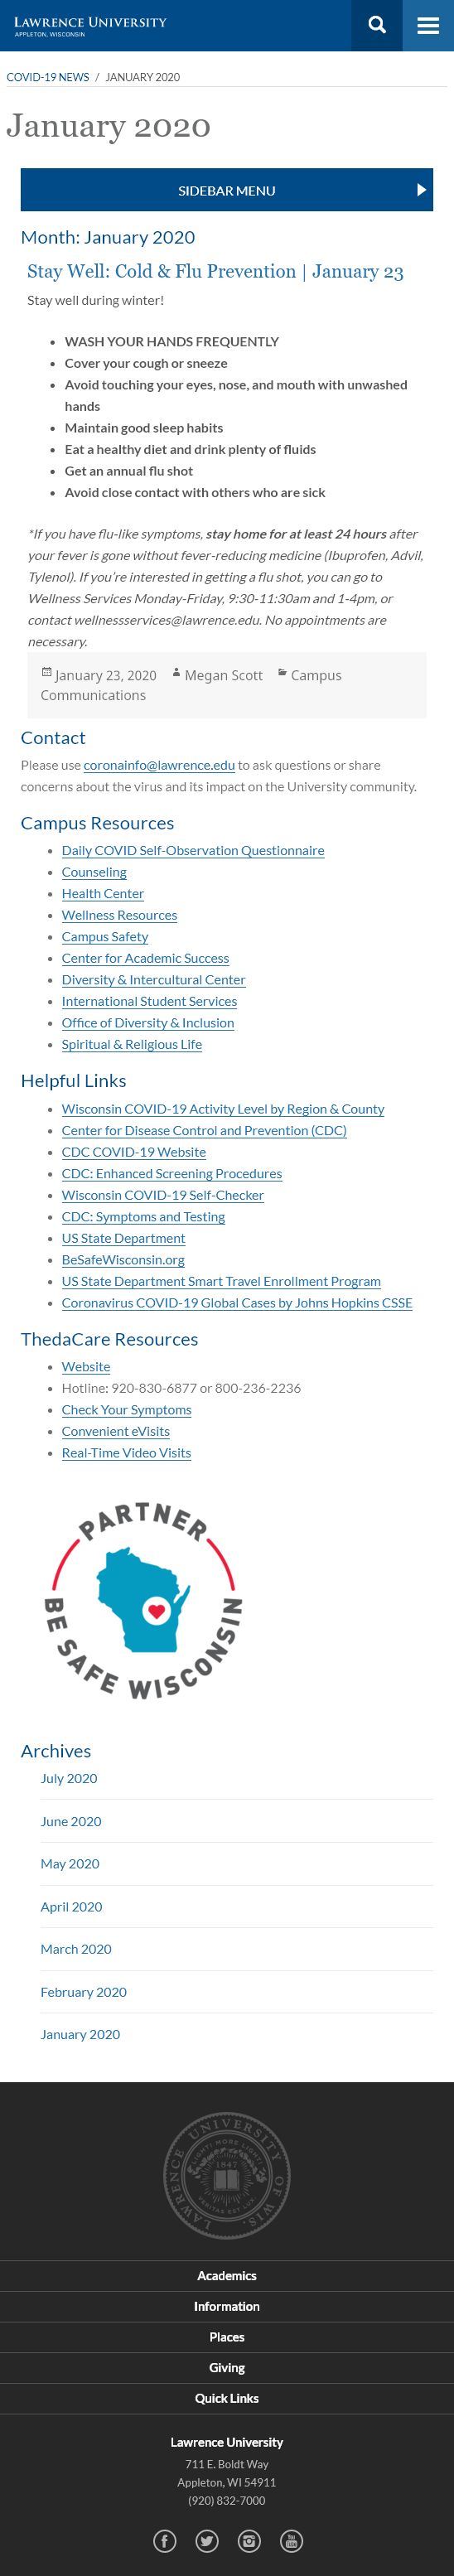 LAWRENCE UNIVERSITY
APPLETON, WISCONSIN
COVID-19 NEWS / JANUARY 2020
January 2020
SIDEBAR MENU
Month: January 2020
Stay Well: Cold & Flu Prevention | January 23
Stay well during winter!
WASH YOUR HANDS FREQUENTLY
Cover your cough or sneeze
Avoid touching your eyes, nose, and mouth with unwashed
hands
Maintain good sleep habits
Eat a healthy diet and drink plenty of fluids
Get an annual flu shot
Avoid close contact with others who are sick
*If you have flu-like symptoms, stay home for at least 24 hours after
your fever is gone without fever-reducing medicine (Ibuprofen, Advil,
Tylenol). If you’re interested in getting a flu shot, you can go to
Wellness Services Monday-Friday, 9:30-11:30am and 1-4pm, or
contact wellnessservices@lawrence.edu. No appointments are
necessary.
January 23, 2020 Megan Scott Campus
Communications
Contact
Please use coronainfo@lawrence.edu to ask questions or share
concerns about the virus and its impact on the University community.
Campus Resources
Daily COVID Self-Observation Questionnaire
Counseling
Health Center
Wellness Resources
Campus Safety
Center for Academic Success
Diversity & Intercultural Center
International Student Services
Office of Diversity & Inclusion
Spiritual & Religious Life
Helpful Links
Wisconsin COVID-19 Activity Level by Region & County
Center for Disease Control and Prevention (CDC)
CDC COVID-19 Website
CDC: Enhanced Screening Procedures
Wisconsin COVID-19 Self-Checker
CDC: Symptoms and Testing
US State Department
BeSafeWisconsin.org
US State Department Smart Travel Enrollment Program
Coronavirus COVID-19 Global Cases by Johns Hopkins CSSE
ThedaCare Resources
Website
Hotline: 920-830-6877 or 800-236-2236
Check Your Symptoms
Convenient eVisits
Real-Time Video Visits
PARTNER
BE SAFE WISCONSIN
Archives
July 2020
June 2020
May 2020
April 2020
March 2020
February 2020
January 2020
LAWRENCE UNIVERSITY OF WIS.
LIGHT! MORE LIGHT!
1847
VERITAS EST LUX
Academics
Information
Places
Giving
Quick Links
Lawrence University
711 E. Boldt Way
Appleton, WI 54911
(920) 832-7000